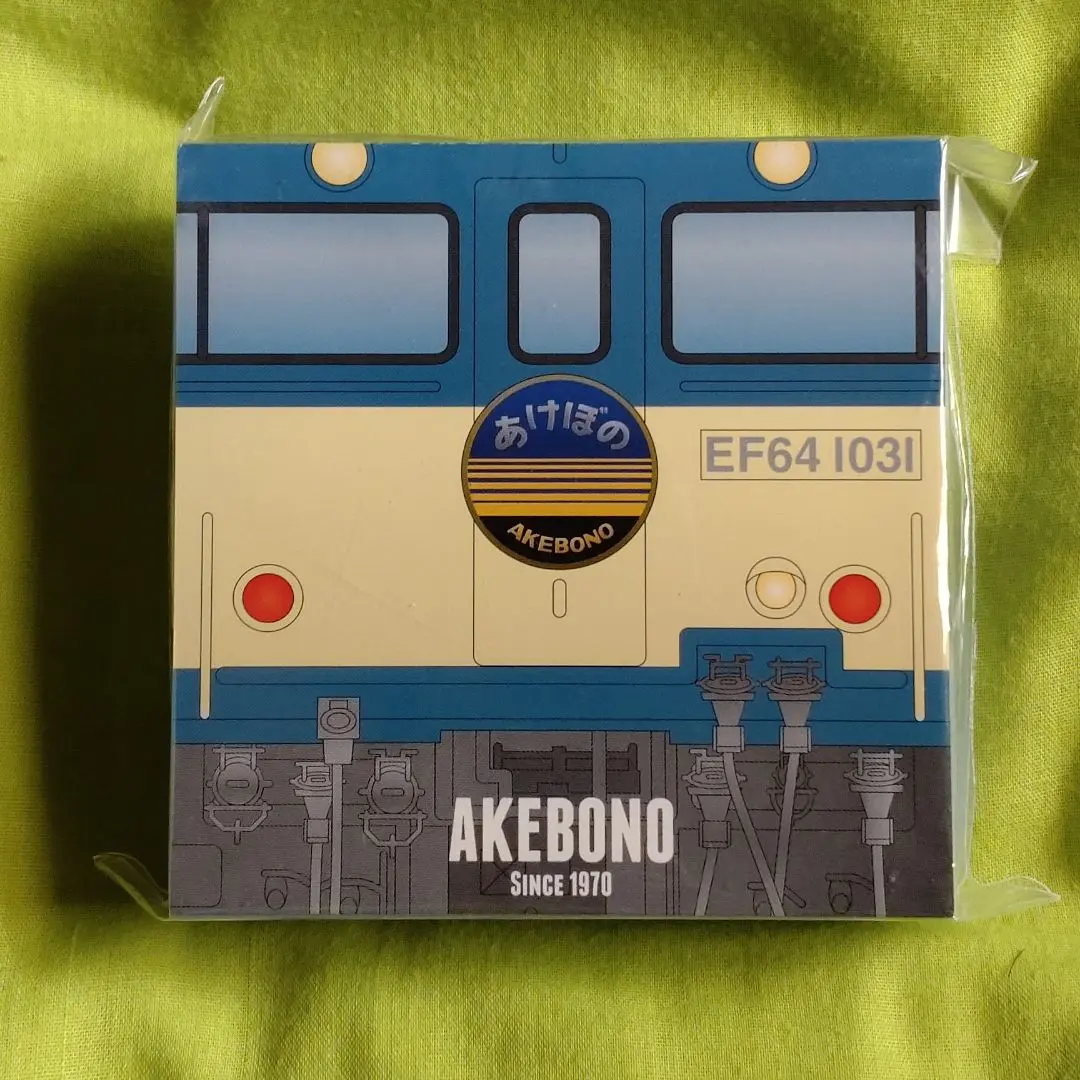 あけぼの
EF64 1031
AKEBONO
AKEBONO
SINCE 1970